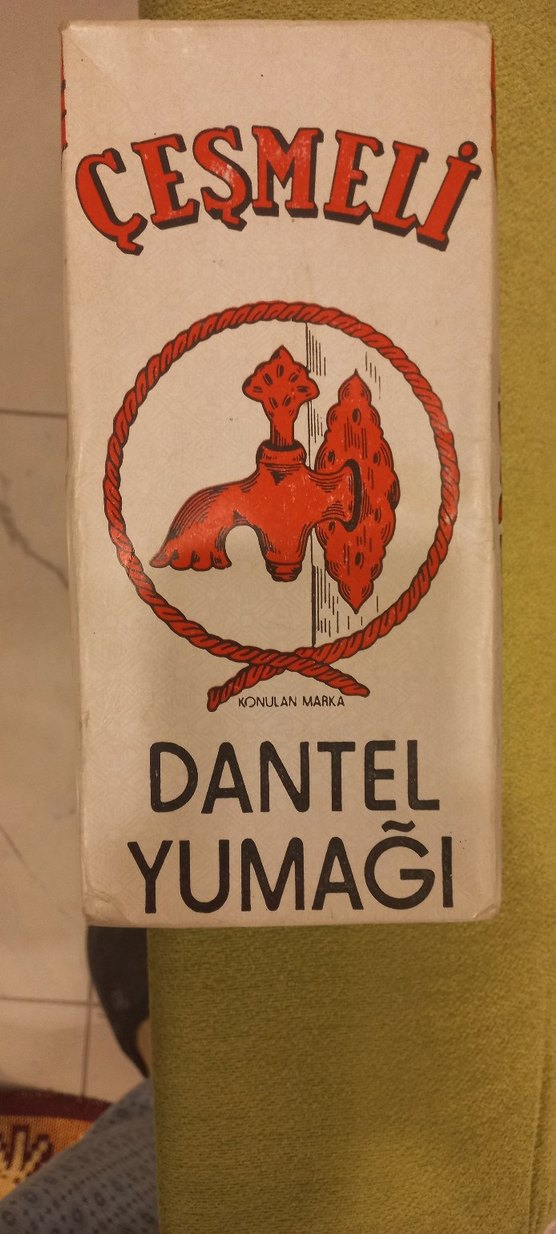 ÇEŞMELİ
KONULAN MARKA
DANTEL
YUMAĞI